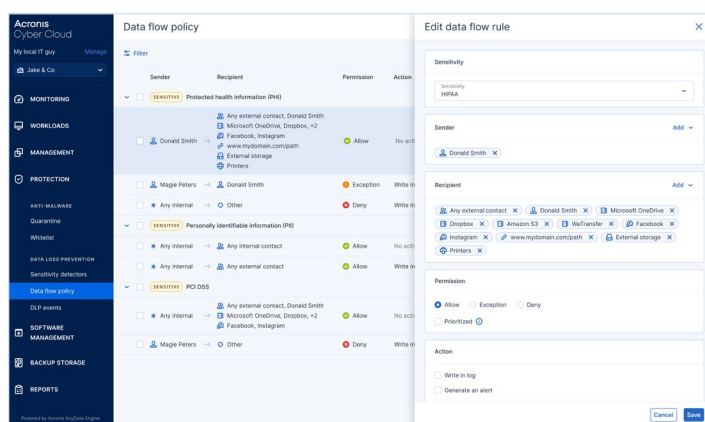 Acronis
Cyber Cloud
My local IT guy Manage
Jake & Co
MONITORING
WORKLOADS
MANAGEMENT
PROTECTION
ANTI-MALWARE
Quarantine
Whitelist
DATA LOSS PREVENTION
Sensitivity detectors
Data flow policy
DLP events
SOFTWARE
MANAGEMENT
BACKUP STORAGE
REPORTS
Powered by Acronis AnyData Engine
Data flow policy
Filter
Sender Recipient Permission Action
SENSITIVE Protected health information (PHI)
Any external contact, Donald Smith
Microsoft OneDrive, Dropbox, +2
Facebook, Instagram
Donald Smith → www.mydomain.com/path Allow No acti
External storage
Printers
Magie Peters → Donald Smith Exception Write in
Any internal → Other Deny Write in
SENSITIVE Personally identifiable information (PII)
Any internal → Any internal contact Allow No acti
Any internal → Any external contact Allow Write in
SENSITIVE PCI DSS
Any external contact, Donald Smith
Any internal → Microsoft OneDrive, Dropbox, +2 Allow No acti
Facebook, Instagram
Magie Peters → Other Deny Write in
Edit data flow rule
Sensitivity
Sensitivity
HIPAA
Sender Add
Donald Smith
Recipient Add
Any external contact Donald Smith Microsoft OneDrive
Dropbox Amazon S3 WeTransfer Facebook
Instagram www.mydomain.com/path External storage
Printers
Permission
Allow Exception Deny
Prioritized
Action
Write in log
Generate an alert
Cancel Save